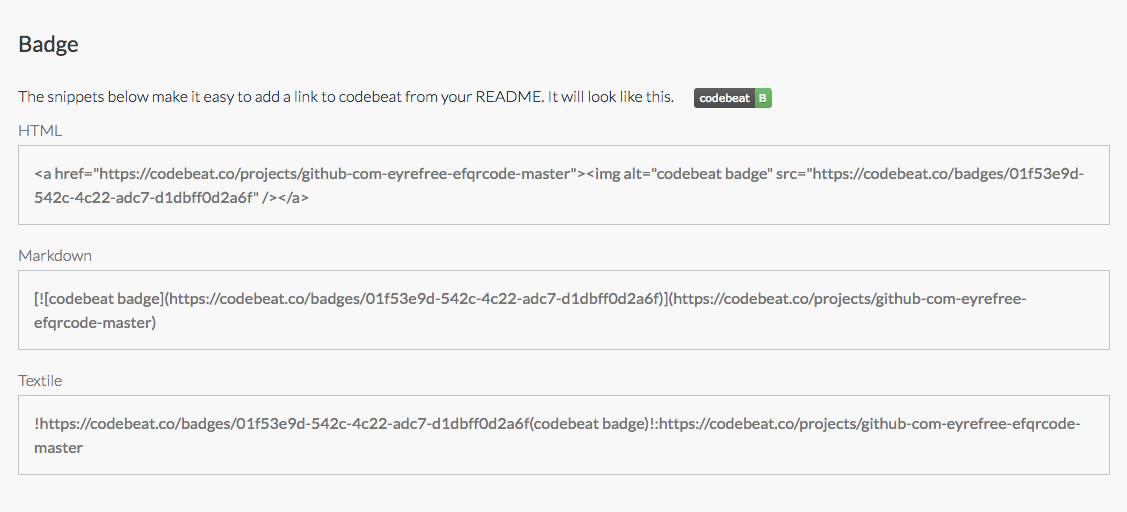 Badge
The snippets below make it easy to add a link to codebeat from your README. It will look like this. codebeat B
HTML
<a href="https://codebeat.co/projects/github-com-eyrefree-efqrcode-master"><img alt="codebeat badge" src="https://codebeat.co/badges/01f53e9d-
542c-4c22-adc7-d1dbff0d2a6f" /></a>
Markdown
[![codebeat badge](https://codebeat.co/badges/01f53e9d-542c-4c22-adc7-d1dbff0d2a6f)](https://codebeat.co/projects/github-com-eyrefree-
efqrcode-master)
Textile
!https://codebeat.co/badges/01f53e9d-542c-4c22-adc7-d1dbff0d2a6f(codebeat badge)!:https://codebeat.co/projects/github-com-eyrefree-efqrcode-
master